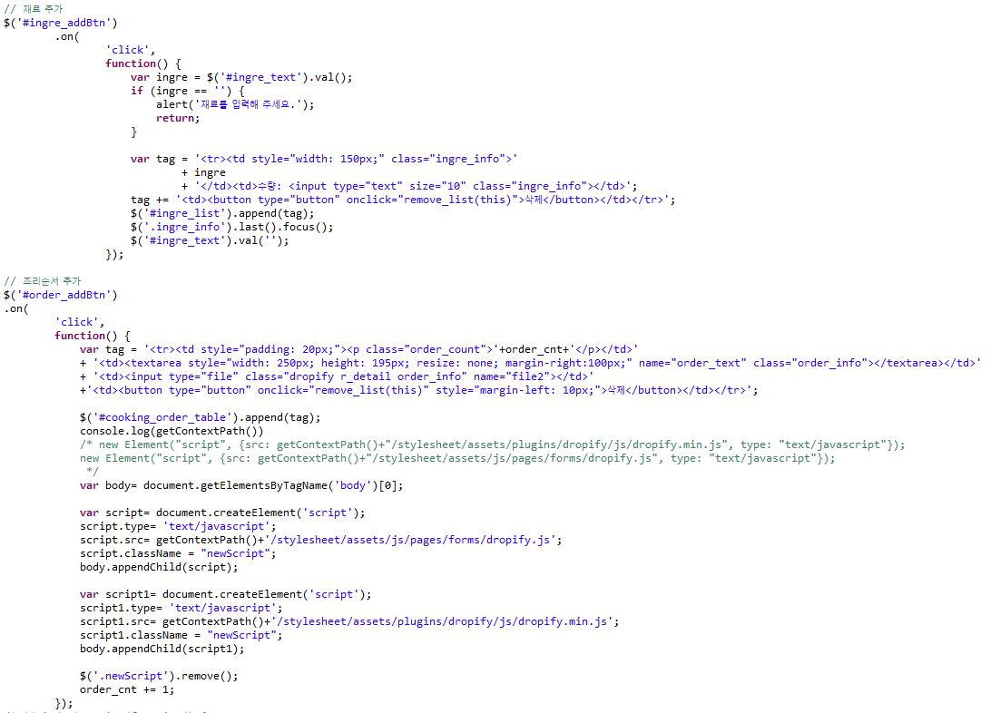 // 재료 추가
$('#ingre_addBtn')
.on(
'click',
function() {
var ingre = $('#ingre_text').val();
if (ingre == '') {
alert('재료를 입력해 주세요.');
return;
}
var tag = '<tr><td style="width: 150px;" class="ingre_info">'
+ ingre
+ '</td><td>수량: <input type="text" size="10" class="ingre_info"></td>';
tag += '<td><button type="button" onclick="remove_list(this)">삭제</button></td></tr>';
$('#ingre_list').append(tag);
$('.ingre_info').last().focus();
$('#ingre_text').val('');
});
// 조리순서 추가
$('#order_addBtn')
.on(
'click',
function() {
var tag = '<tr><td style="padding: 20px;"><p class="order_count">'+order_cnt+'</p></td>'
+ '<td><textarea style="width: 250px; height: 195px; resize: none; margin-right:100px;" name="order_text" class="order_info"></textarea></td>'
+ '<td><input type="file" class="dropify r_detail order_info" name="file2"></td>'
+'<td><button type="button" onclick="remove_list(this)" style="margin-left: 10px;">삭제</button></td></tr>';
$('#cooking_order_table').append(tag);
console.log(getContextPath())
/* new Element("script", {src: getContextPath()+"/stylesheet/assets/plugins/dropify/js/dropify.min.js", type: "text/javascript"});
new Element("script", {src: getContextPath()+"/stylesheet/assets/js/pages/forms/dropify.js", type: "text/javascript"});
*/
var body= document.getElementsByTagName('body')[0];
var script= document.createElement('script');
script.type= 'text/javascript';
script.src= getContextPath()+'/stylesheet/assets/js/pages/forms/dropify.js';
script.className = "newScript";
body.appendChild(script);
var script1= document.createElement('script');
script1.type= 'text/javascript';
script1.src= getContextPath()+'/stylesheet/assets/plugins/dropify/js/dropify.min.js';
script1.className = "newScript";
body.appendChild(script1);
$('.newScript').remove();
order_cnt += 1;
});